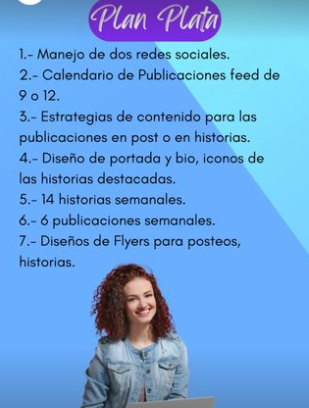 Plan Plata
1.- Manejo de dos redes sociales.
2.- Calendario de Publicaciones feed de
9 o 12.
3.- Estrategias de contenido para las
publicaciones en post o en historias.
4.- Diseño de portada y bio, iconos de
las historias destacadas.
5.- 14 historias semanales.
6.- 6 publicaciones semanales.
7.- Diseños de Flyers para posteos,
historias.